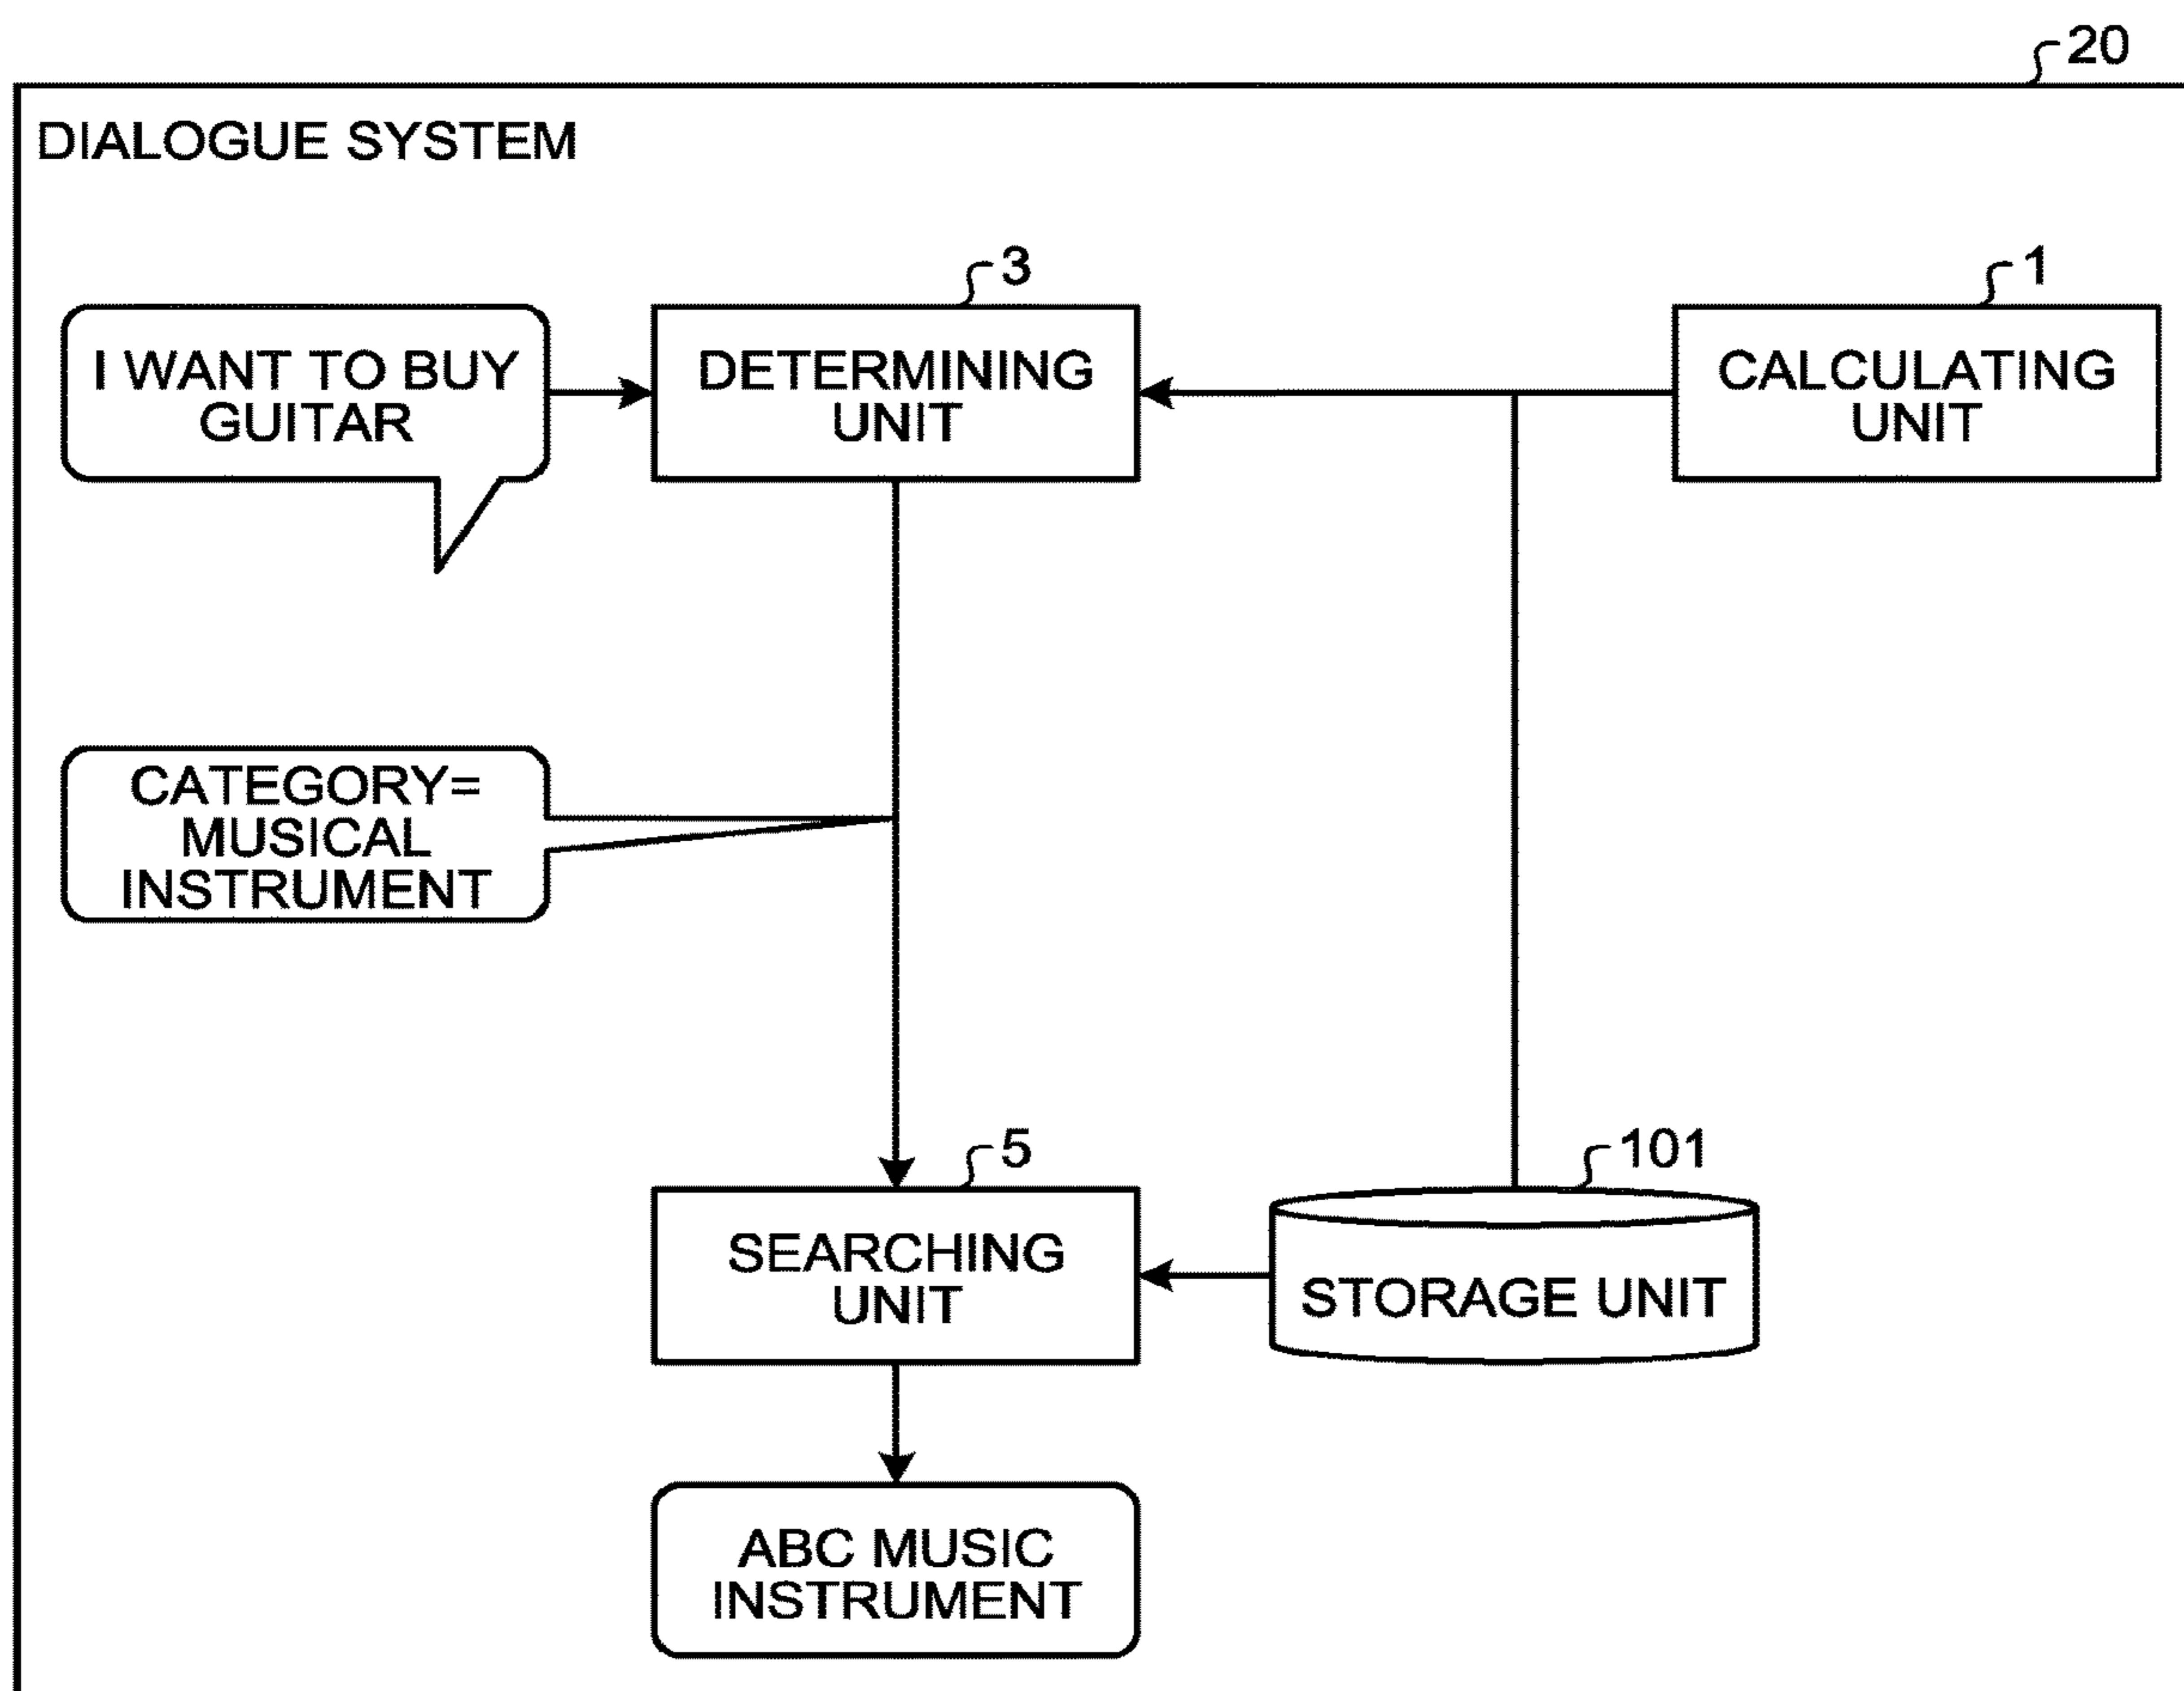 20
DIALOGUE SYSTEM
3
1
I WANT TO BUY
GUITAR
DETERMINING
UNIT
CALCULATING
UNIT
CATEGORY=
MUSICAL
INSTRUMENT
5
101
SEARCHING
UNIT
STORAGE UNIT
ABC MUSIC
INSTRUMENT